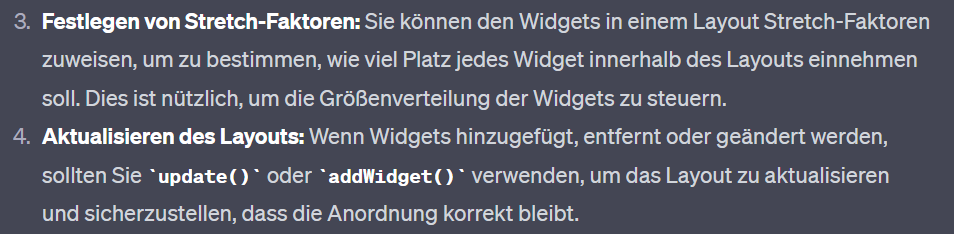 3. Festlegen von Stretch-Faktoren: Sie können den Widgets in einem Layout Stretch-Faktoren
zuweisen, um zu bestimmen, wie viel Platz jedes Widget innerhalb des Layouts einnehmen
soll. Dies ist nützlich, um die Größenverteilung der Widgets zu steuern.
4. Aktualisieren des Layouts: Wenn Widgets hinzugefügt, entfernt oder geändert werden,
sollten Sie `update()` oder `addWidget()` verwenden, um das Layout zu aktualisieren
und sicherzustellen, dass die Anordnung korrekt bleibt.